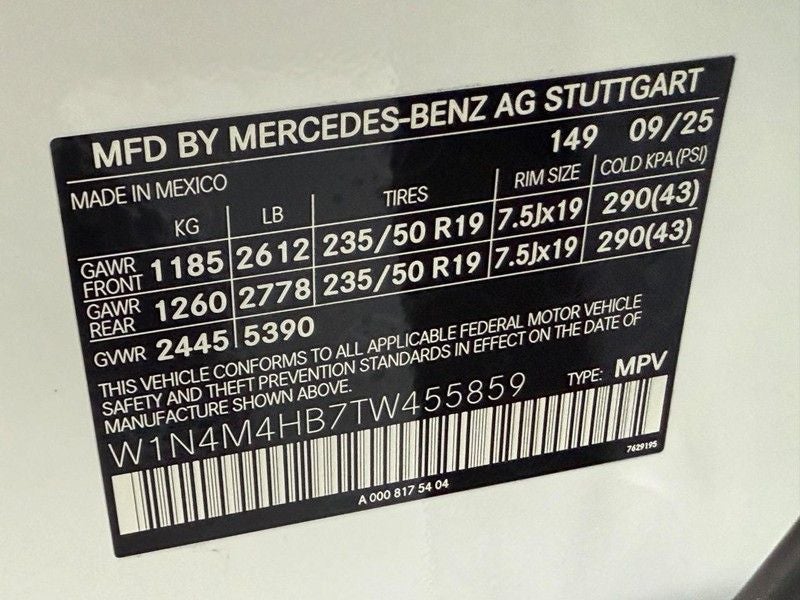 MFD BY MERCEDES-BENZ AG STUTTGART
MADE IN MEXICO 149 09/25
KG LB TIRES RIM SIZE COLD KPA (PSI)
GAWR FRONT 1185 2612 235/50 R19 7.5Jx19 290(43)
GAWR REAR 1260 2778 235/50 R19 7.5Jx19 290(43)
GVWR 2445 5390
THIS VEHICLE CONFORMS TO ALL APPLICABLE FEDERAL MOTOR VEHICLE
SAFETY AND THEFT PREVENTION STANDARDS IN EFFECT ON THE DATE OF
MANUFACTURE SHOWN ABOVE.
W1N4M4HB7TW455859 TYPE: MPV
7629195
A 000 817 54 04